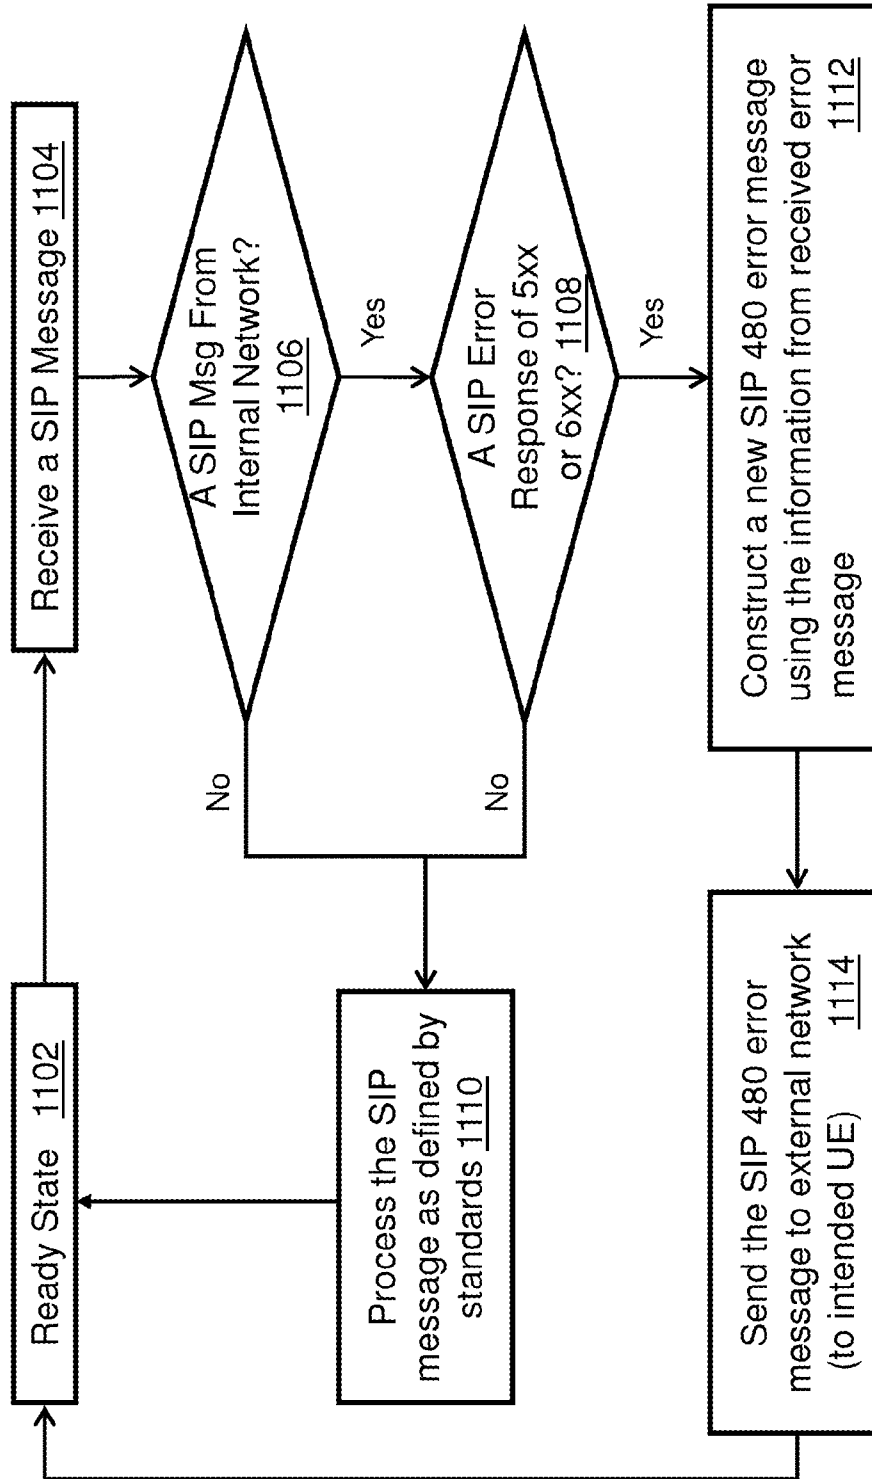 Ready State 1102
Receive a SIP Message 1104
A SIP Msg From
Internal Network?
1106
No
Yes
A SIP Error
Response of 5xx
or 6xx? 1108
No
Yes
Process the SIP
message as defined by
standards 1110
Construct a new SIP 480 error message
using the information from received error
message 1112
Send the SIP 480 error
message to external network
(to intended UE) 1114